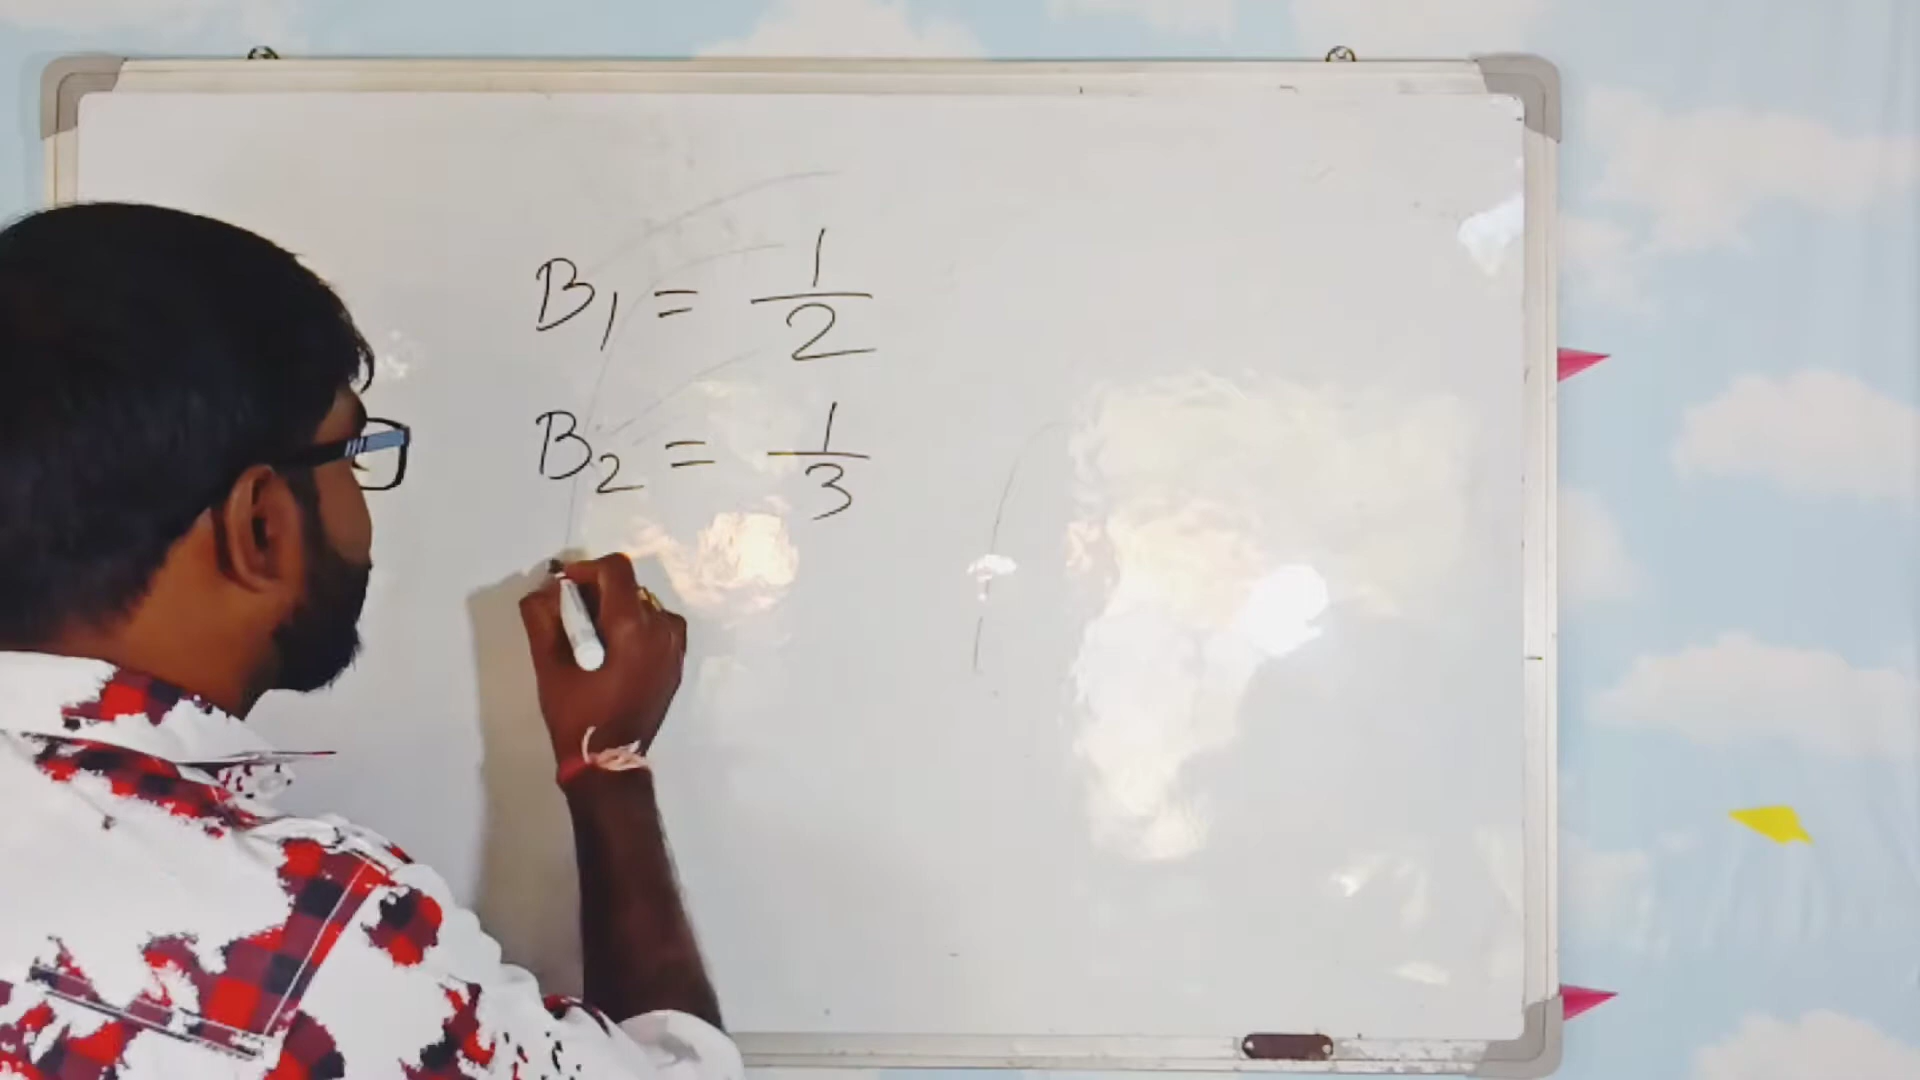 B₁ = 1/2
B₂ = 1/3